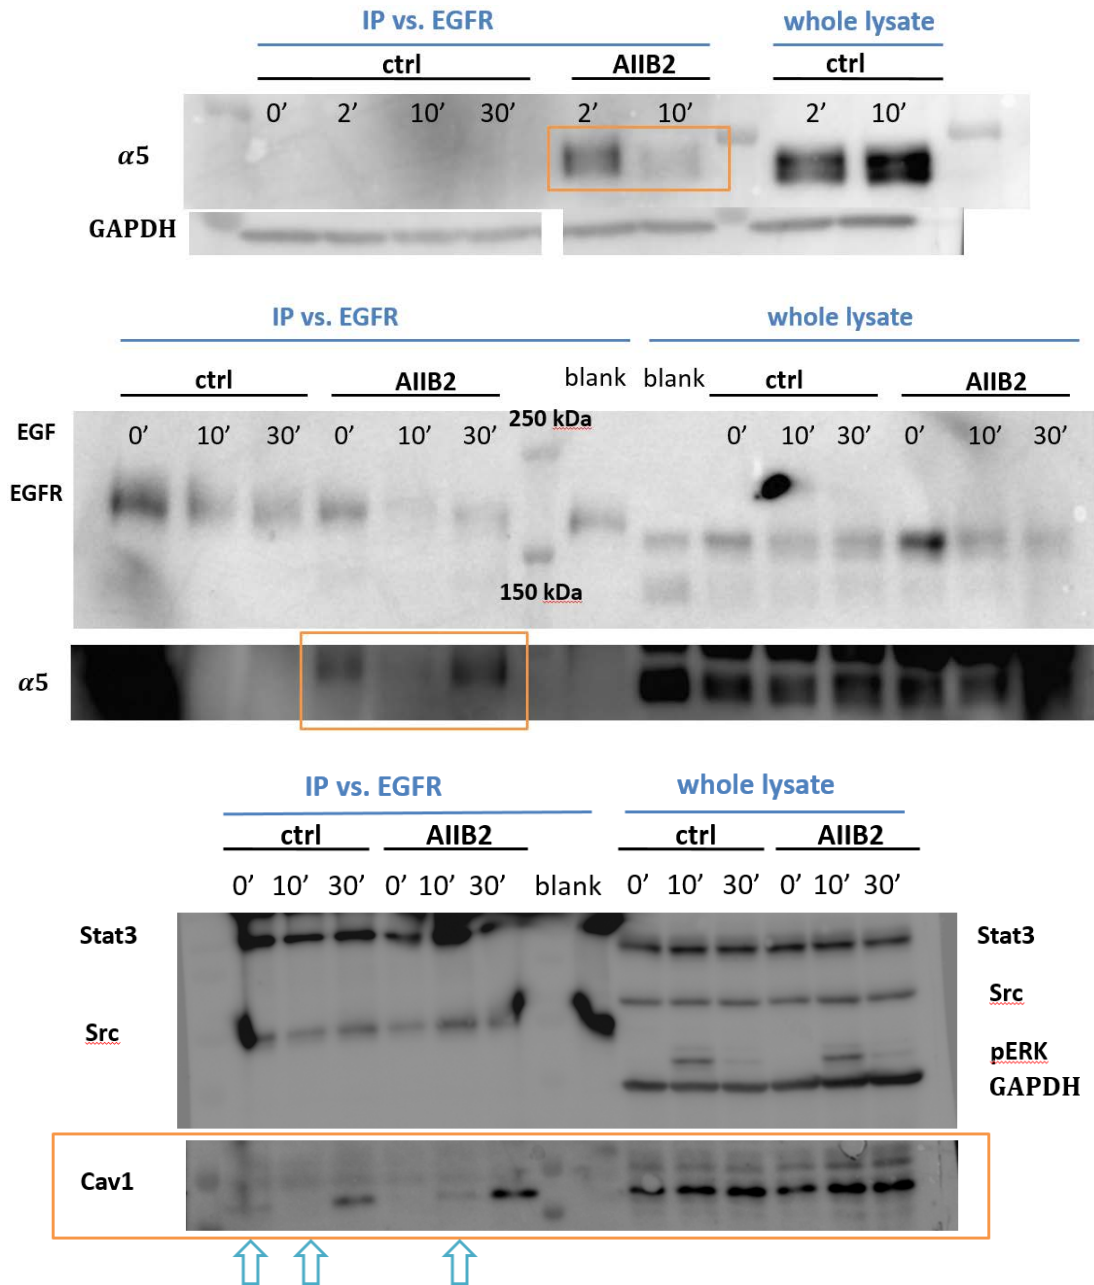 IP vs. EGFR whole lysate
ctrl AIIB2 ctrl
0’ 2’ 10’ 30’ 2’ 10’ 2’ 10’
α5
GAPDH
IP vs. EGFR whole lysate
ctrl AIIB2 blank blank ctrl AIIB2
EGF 0’ 10’ 30’ 0’ 10’ 30’ 250 kDa 0’ 10’ 30’ 0’ 10’ 30’
EGFR
150 kDa
α5
IP vs. EGFR whole lysate
ctrl AIIB2 ctrl AIIB2
0’ 10’ 30’ 0’ 10’ 30’ blank 0’ 10’ 30’ 0’ 10’ 30’
Stat3 Stat3
Src
Src
pERK
GAPDH
Cav1